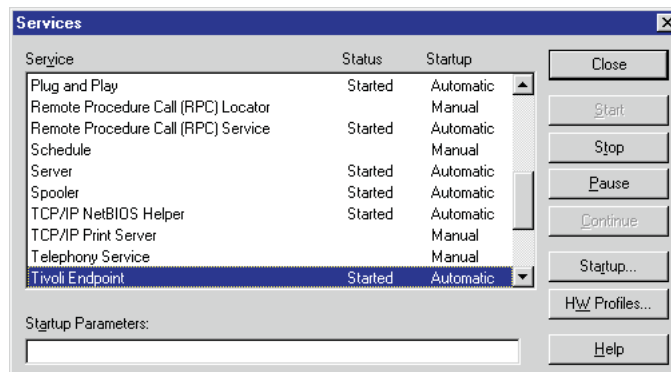 Services
Service Status Startup
Plug and Play Started Automatic
Remote Procedure Call (RPC) Locator Manual
Remote Procedure Call (RPC) Service Started Automatic
Schedule Manual
Server Started Automatic
Spooler Started Automatic
TCP/IP NetBIOS Helper Started Automatic
TCP/IP Print Server Manual
Telephony Service Manual
Tivoli Endpoint Started Automatic
Startup Parameters:
Close
Start
Stop
Pause
Continue
Startup...
HW Profiles...
Help